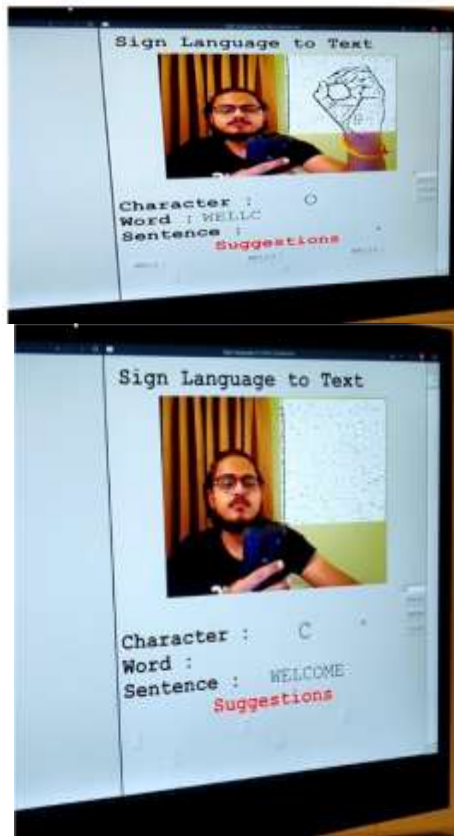 Sign Language to Text
Character : O
Word : WELLC
Sentence :
Suggestions
Sign Language to Text
Character : C
Word :
Sentence : WELCOME
Suggestions